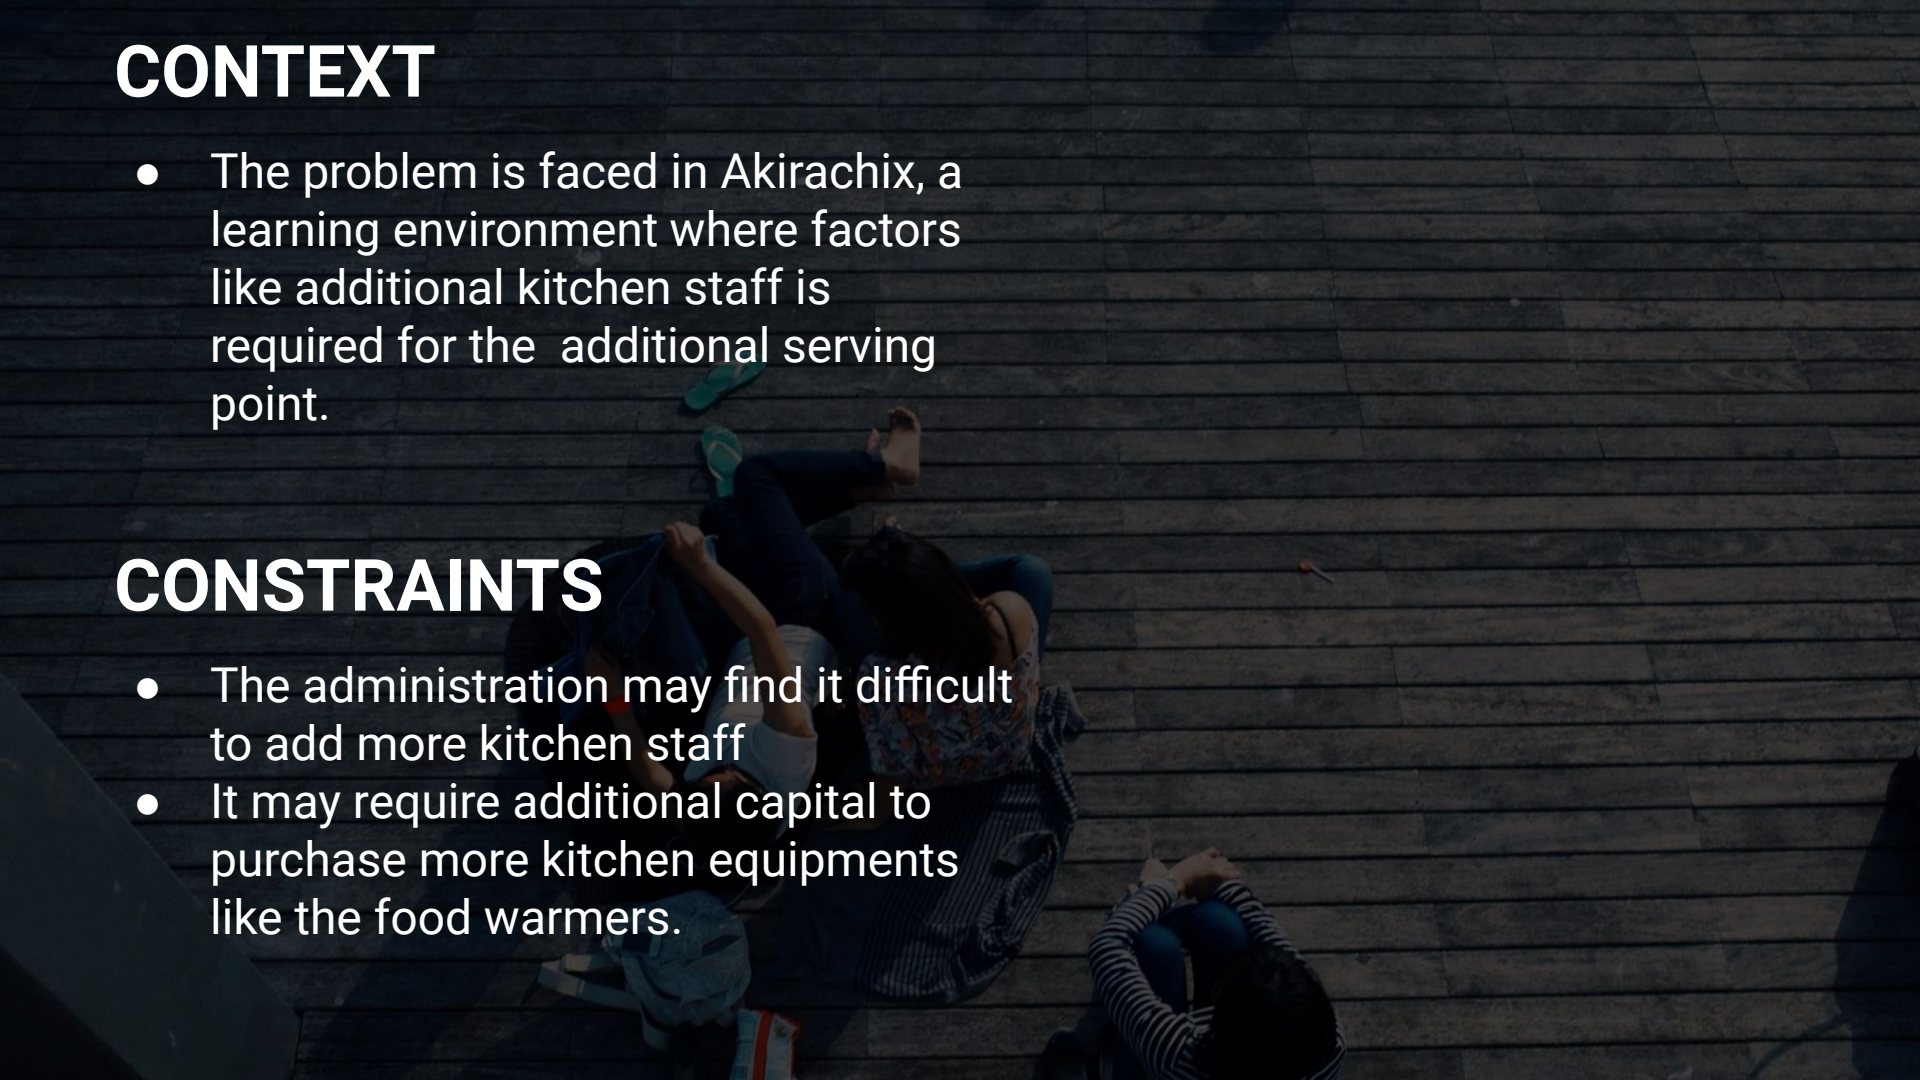 CONTEXT
● The problem is faced in Akirachix, a
learning environment where factors
like additional kitchen staff is
required for the  additional serving
point.
CONSTRAINTS
● The administration may find it difficult
to add more kitchen staff
● It may require additional capital to
purchase more kitchen equipments
like the food warmers.